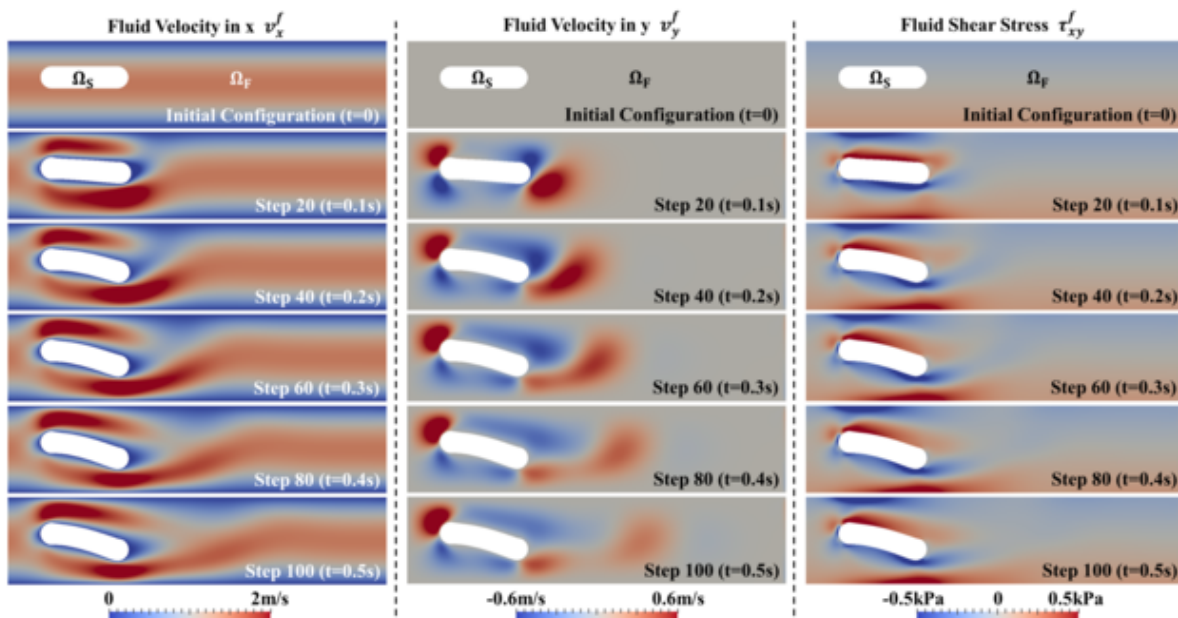 Fluid Velocity in x v_x^f
Ω_S
Ω_F
Initial Configuration (t=0)
Step 20 (t=0.1s)
Step 40 (t=0.2s)
Step 60 (t=0.3s)
Step 80 (t=0.4s)
Step 100 (t=0.5s)
0 2m/s
Fluid Velocity in y v_y^f
Ω_S
Ω_F
Initial Configuration (t=0)
Step 20 (t=0.1s)
Step 40 (t=0.2s)
Step 60 (t=0.3s)
Step 80 (t=0.4s)
Step 100 (t=0.5s)
-0.6m/s 0.6m/s
Fluid Shear Stress τ_xy^f
Ω_S
Ω_F
Initial Configuration (t=0)
Step 20 (t=0.1s)
Step 40 (t=0.2s)
Step 60 (t=0.3s)
Step 80 (t=0.4s)
Step 100 (t=0.5s)
-0.5kPa 0 0.5kPa